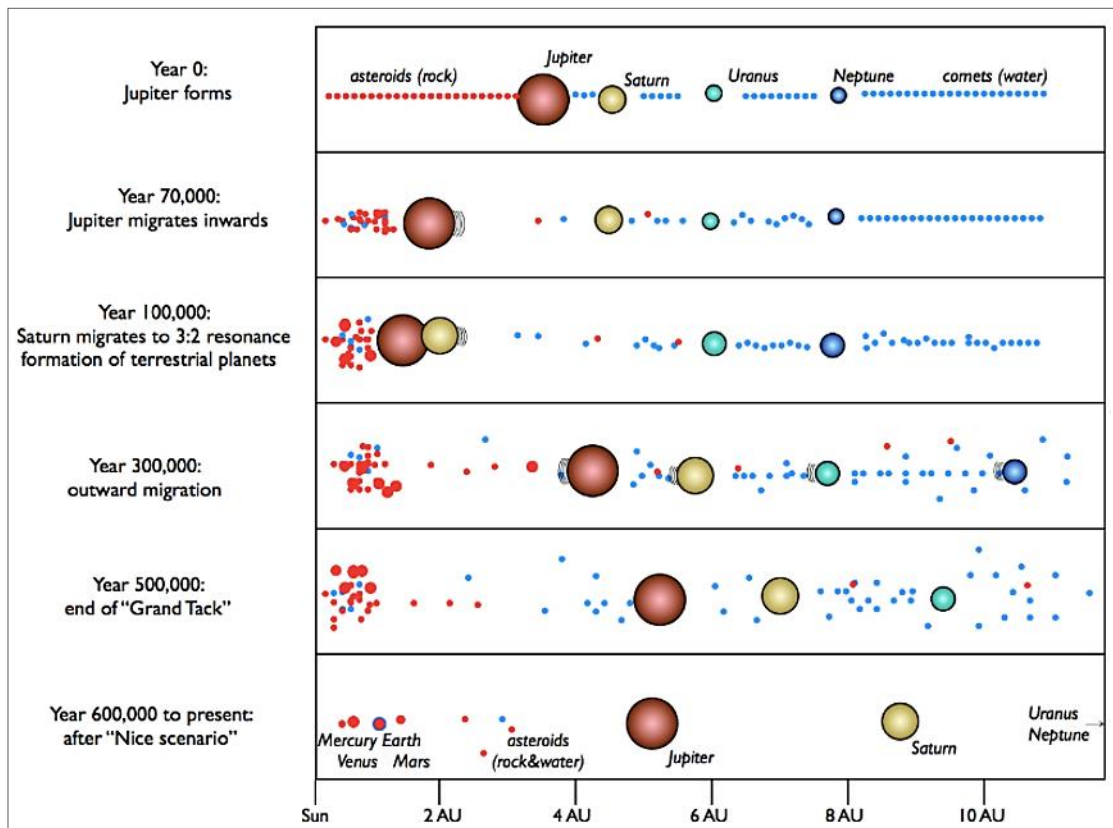 Year 0:
Jupiter forms
asteroids (rock)
Jupiter
Saturn
Uranus
Neptune
comets (water)
Year 70,000:
Jupiter migrates inwards
Year 100,000:
Saturn migrates to 3:2 resonance
formation of terrestrial planets
Year 300,000:
outward migration
Year 500,000:
end of “Grand Tack”
Year 600,000 to present:
after “Nice scenario”
Mercury Earth
Venus Mars
asteroids
(rock&water)
Jupiter
Saturn
Uranus
Neptune
Sun 2 AU 4 AU 6 AU 8 AU 10 AU